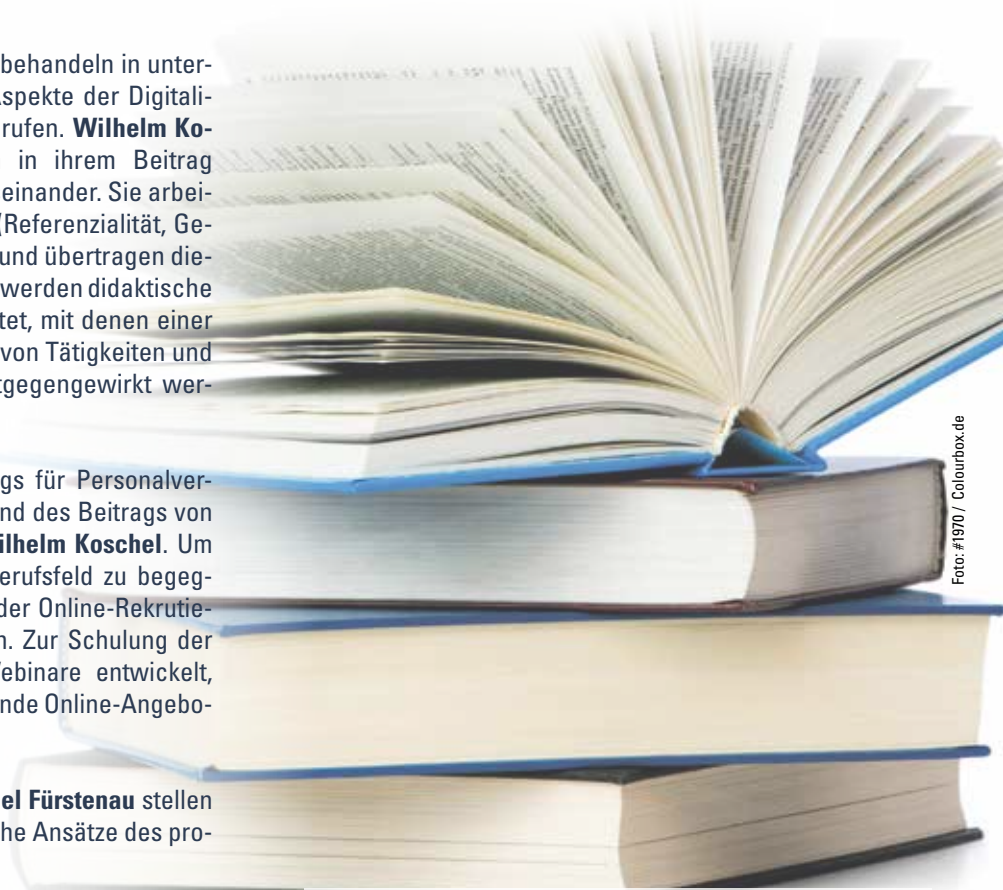 behandeln in unter-
Aspekte der Digitali-
rufen. Wilhelm Ko-
in ihrem Beitrag
einander. Sie arbei-
(Referenzialität, Ge-
und übertragen die-
werden didaktische
tet, mit denen einer
von Tätigkeiten und
tgegengewirkt wer-
gs für Personalver-
nd des Beitrags von
ilhelm Koschel. Um
erufsfeld zu begeg-
der Online-Rekrutie-
n. Zur Schulung der
ebinare entwickelt,
nde Online-Angebo-
el Fürstenau stellen
che Ansätze des pro-
Foto: #1970 / Colourbox.de